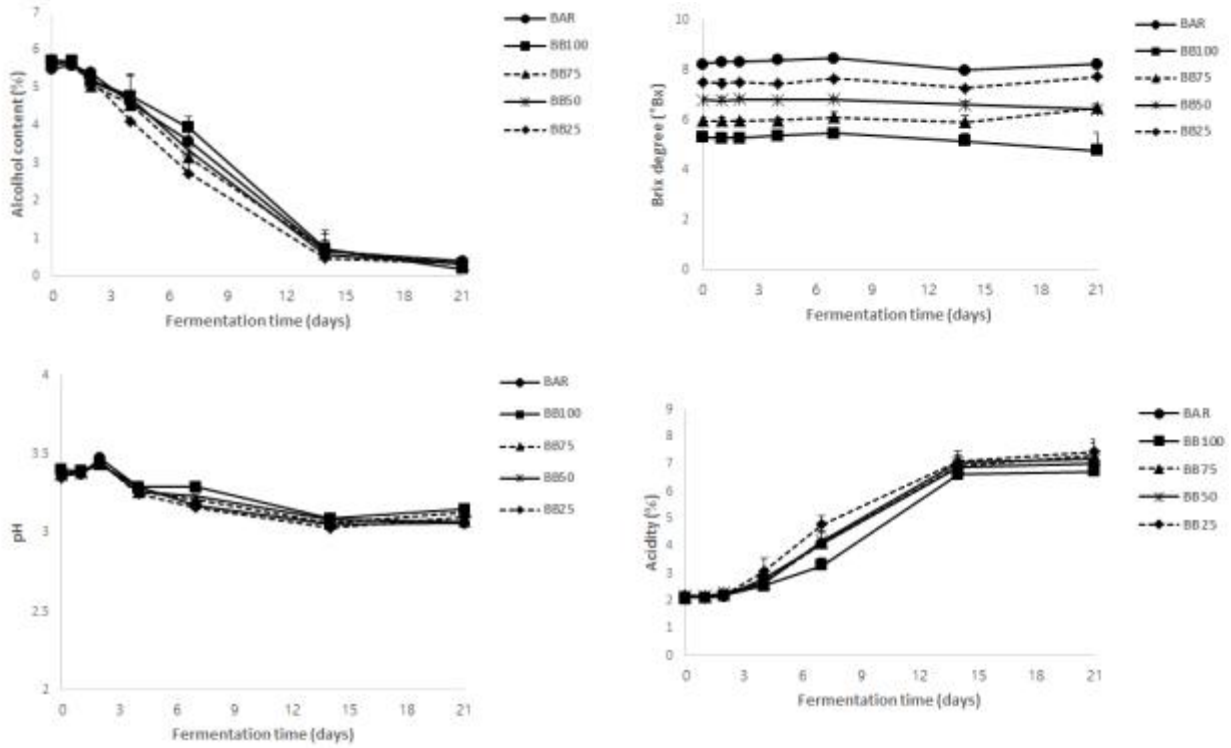 7
6
5
4
3
2
1
0
Alcolhol content (%)
0 3 6 9 12 15 18 21
Fermentation time (days)
BAR
BB100
BB75
BB50
BB25
10
8
6
4
2
0
Brix degree (°Bx)
0 3 6 9 12 15 18 21
Fermentation time (days)
BAR
BB100
BB75
BB50
BB25
4
3.5
3
2.5
2
pH
0 3 6 9 12 15 18 21
Fermentation time (days)
BAR
BB100
BB75
BB50
BB25
9
8
7
6
5
4
3
2
1
0
Acidity (%)
0 3 6 9 12 15 18 21
Fermentation time (days)
BAR
BB100
BB75
BB50
BB25